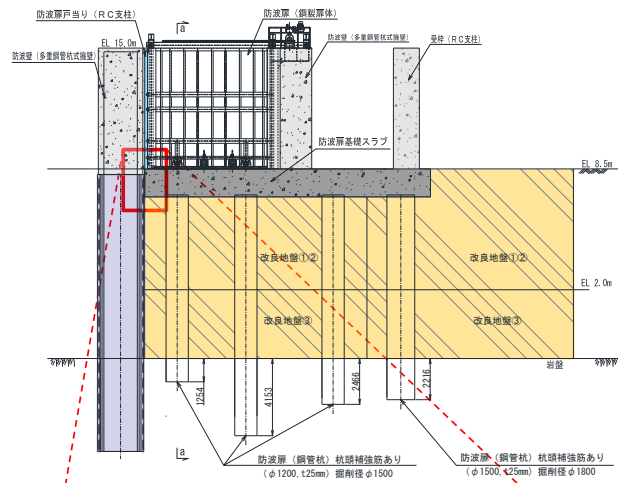 防波扉戸当り（RC支柱）
a
防波扉（鋼製扉体）
EL 15.0m
防波壁（多重鋼管杭式擁壁）
防波壁（多重鋼管杭式擁壁）
受枠（RC支柱）
防波扉基礎スラブ
EL 8.5m
改良地盤①②
改良地盤①②
EL 2.0m
改良地盤③
改良地盤③
岩盤
1254
4153
2466
2216
a
防波扉（鋼管杭）杭頭補強筋あり
（φ1200,t25mm）掘削径φ1500
防波扉（鋼管杭）杭頭補強筋あり
（φ1500,t25mm）掘削径φ1800